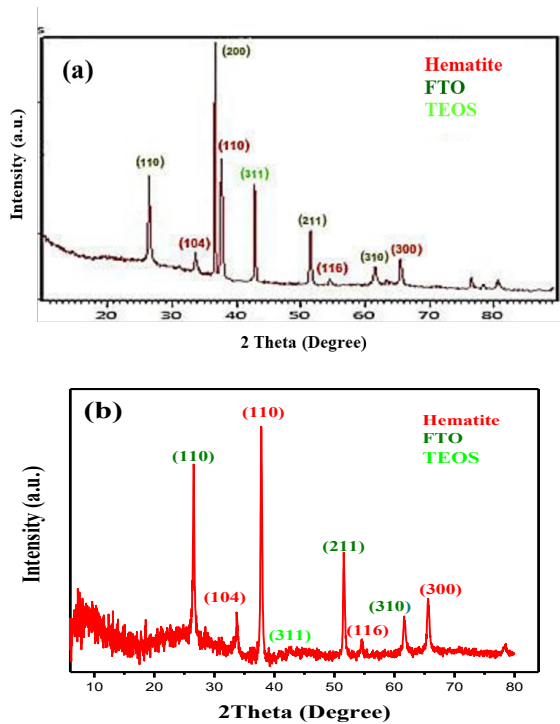 (a)
(200)
Hematite
FTO
TEOS
(110)
(110)
(311)
(104)
(211)
(116)
(310)
(300)
Intensity (a.u.)
10 20 30 40 50 60 70 80
2 Theta (Degree)
(b)
(110)
Hematite
FTO
TEOS
(110)
(211)
(104)
(311)
(116)
(310)
(300)
Intensity (a.u.)
10 20 30 40 50 60 70 80
2Theta (Degree)